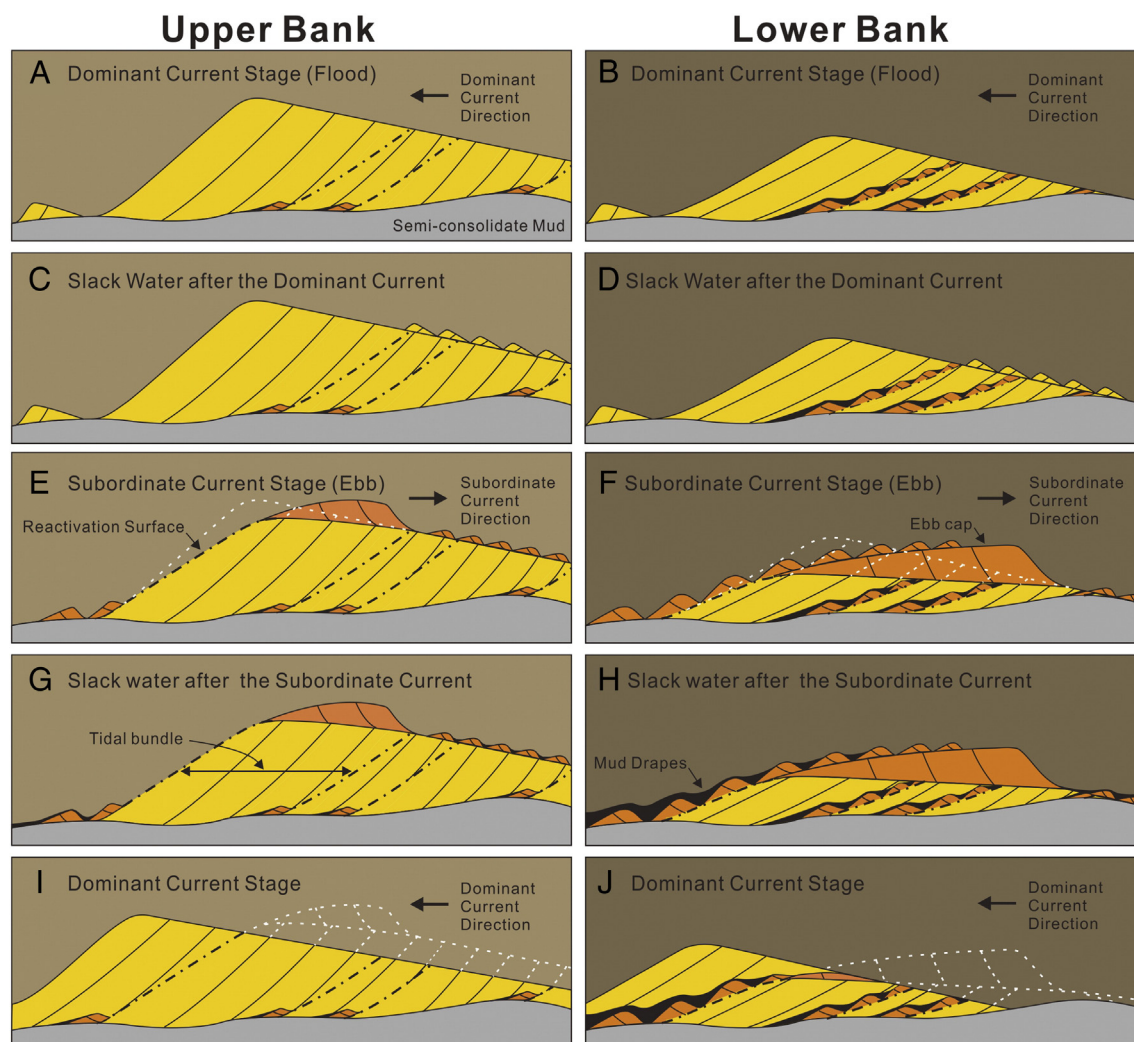 Upper Bank
Lower Bank
A Dominant Current Stage (Flood)
Dominant
Current
Direction
Semi-consolidate Mud
B Dominant Current Stage (Flood)
Dominant
Current
Direction
C Slack Water after the Dominant Current
D Slack Water after the Dominant Current
E Subordinate Current Stage (Ebb)
Subordinate
Current
Direction
Reactivation Surface
F Subordinate Current Stage (Ebb)
Subordinate
Current
Direction
Ebb cap
G Slack water after the Subordinate Current
Tidal bundle
H Slack water after the Subordinate Current
Mud Drapes
I Dominant Current Stage
Dominant
Current
Direction
J Dominant Current Stage
Dominant
Current
Direction